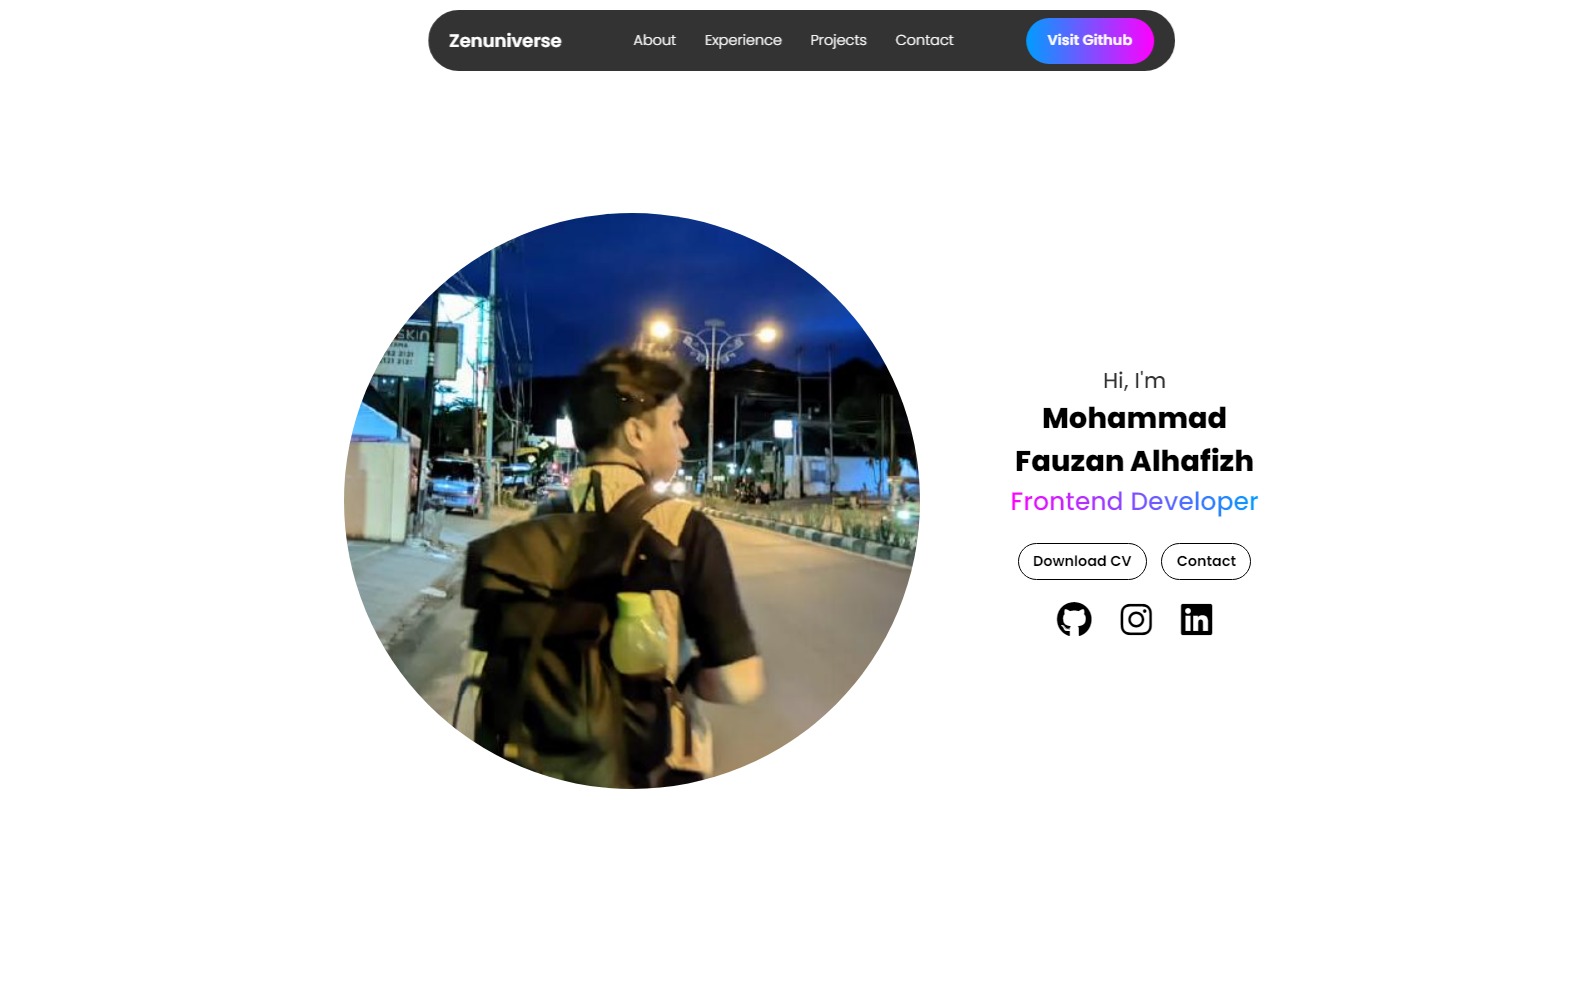 Zenuniverse
About
Experience
Projects
Contact
Visit Github
Hi, I'm
Mohammad
Fauzan Alhafizh
Frontend Developer
Download CV
Contact